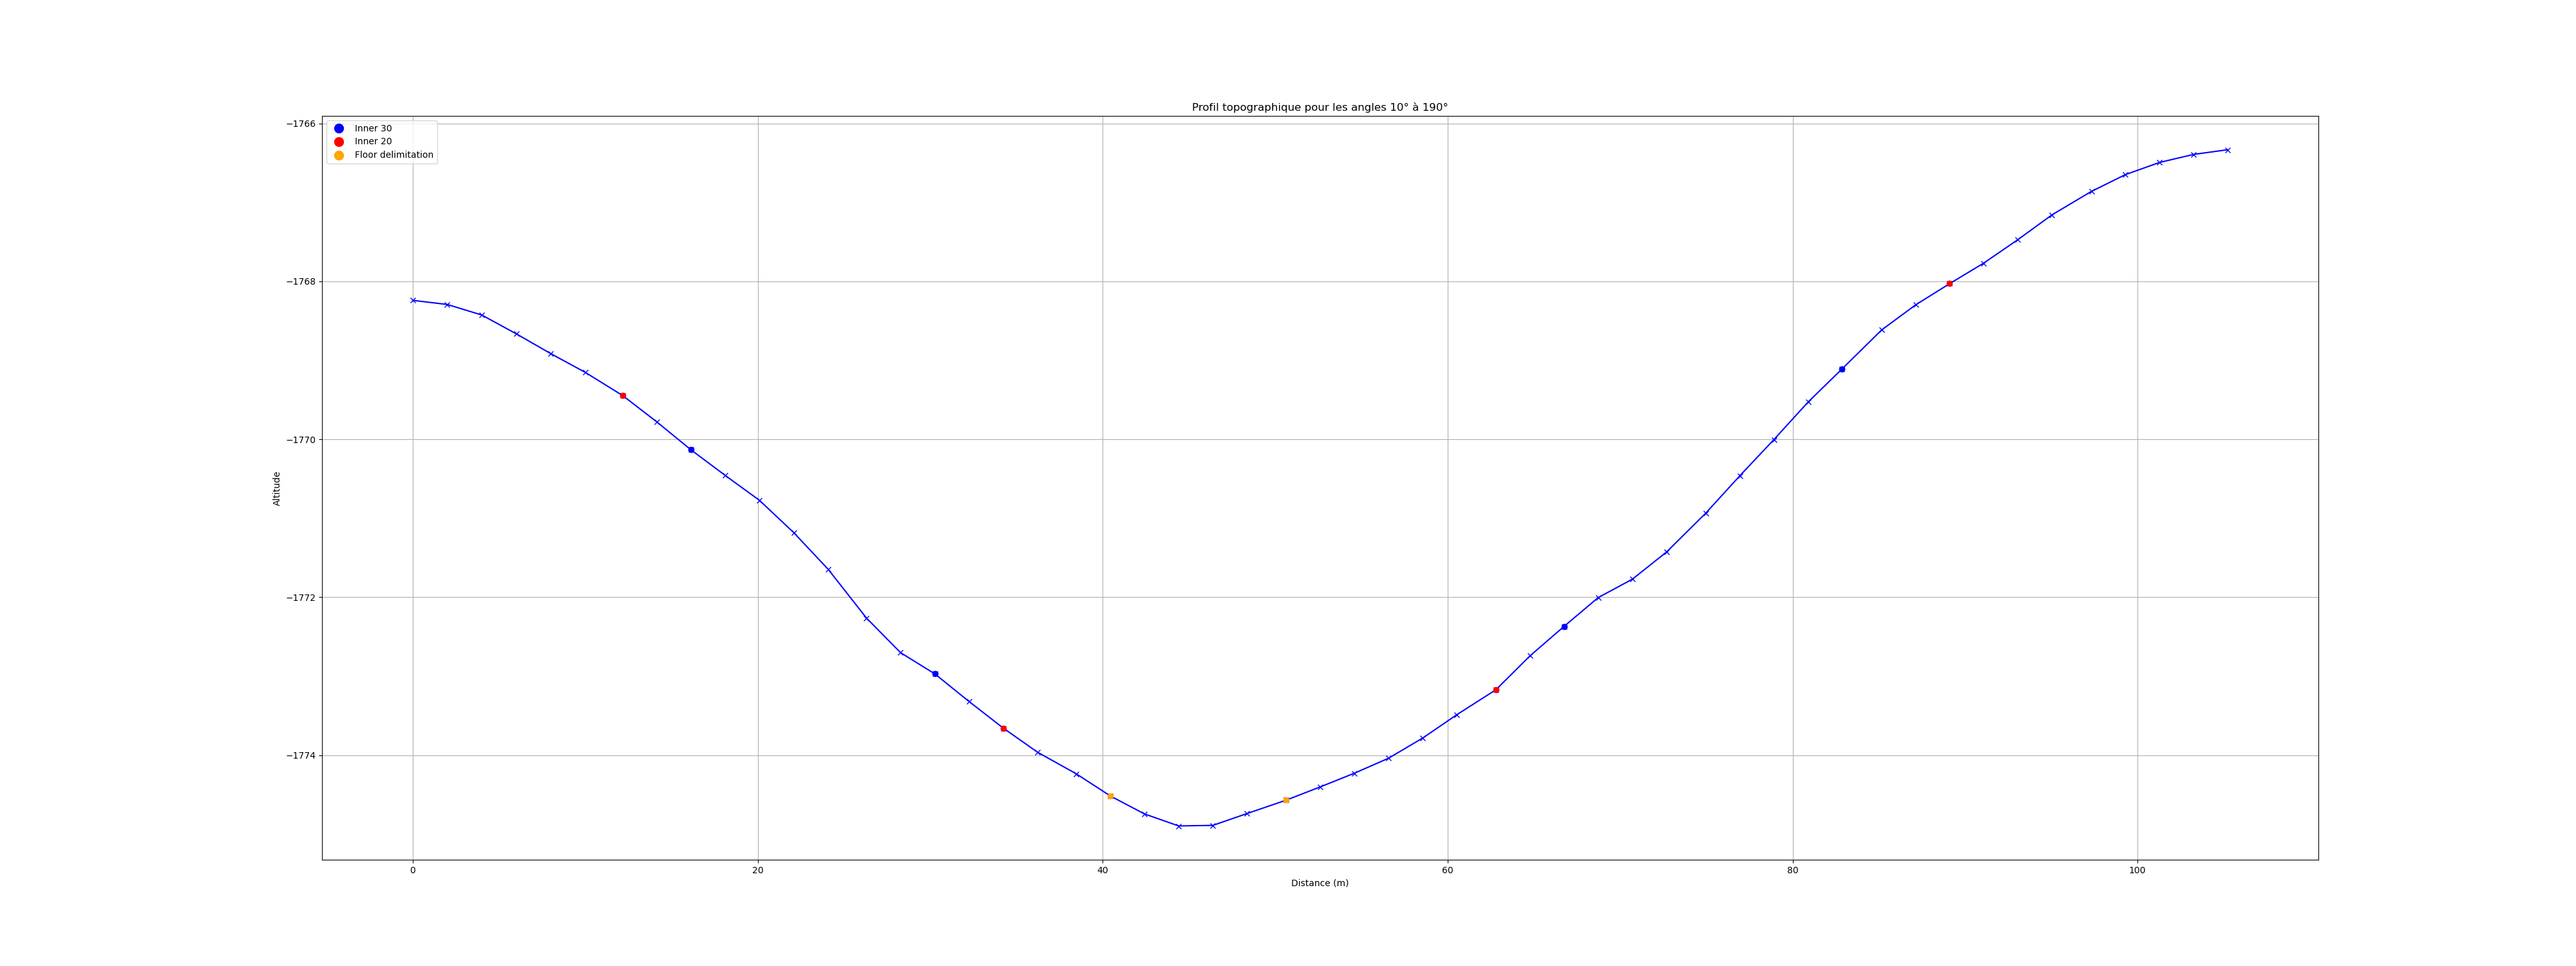 Profil topographique pour les angles 10° à 190°
Inner 30
Inner 20
Floor delimitation
−1766
−1768
−1770
−1772
−1774
Altitude
0 20 40 60 80 100
Distance (m)